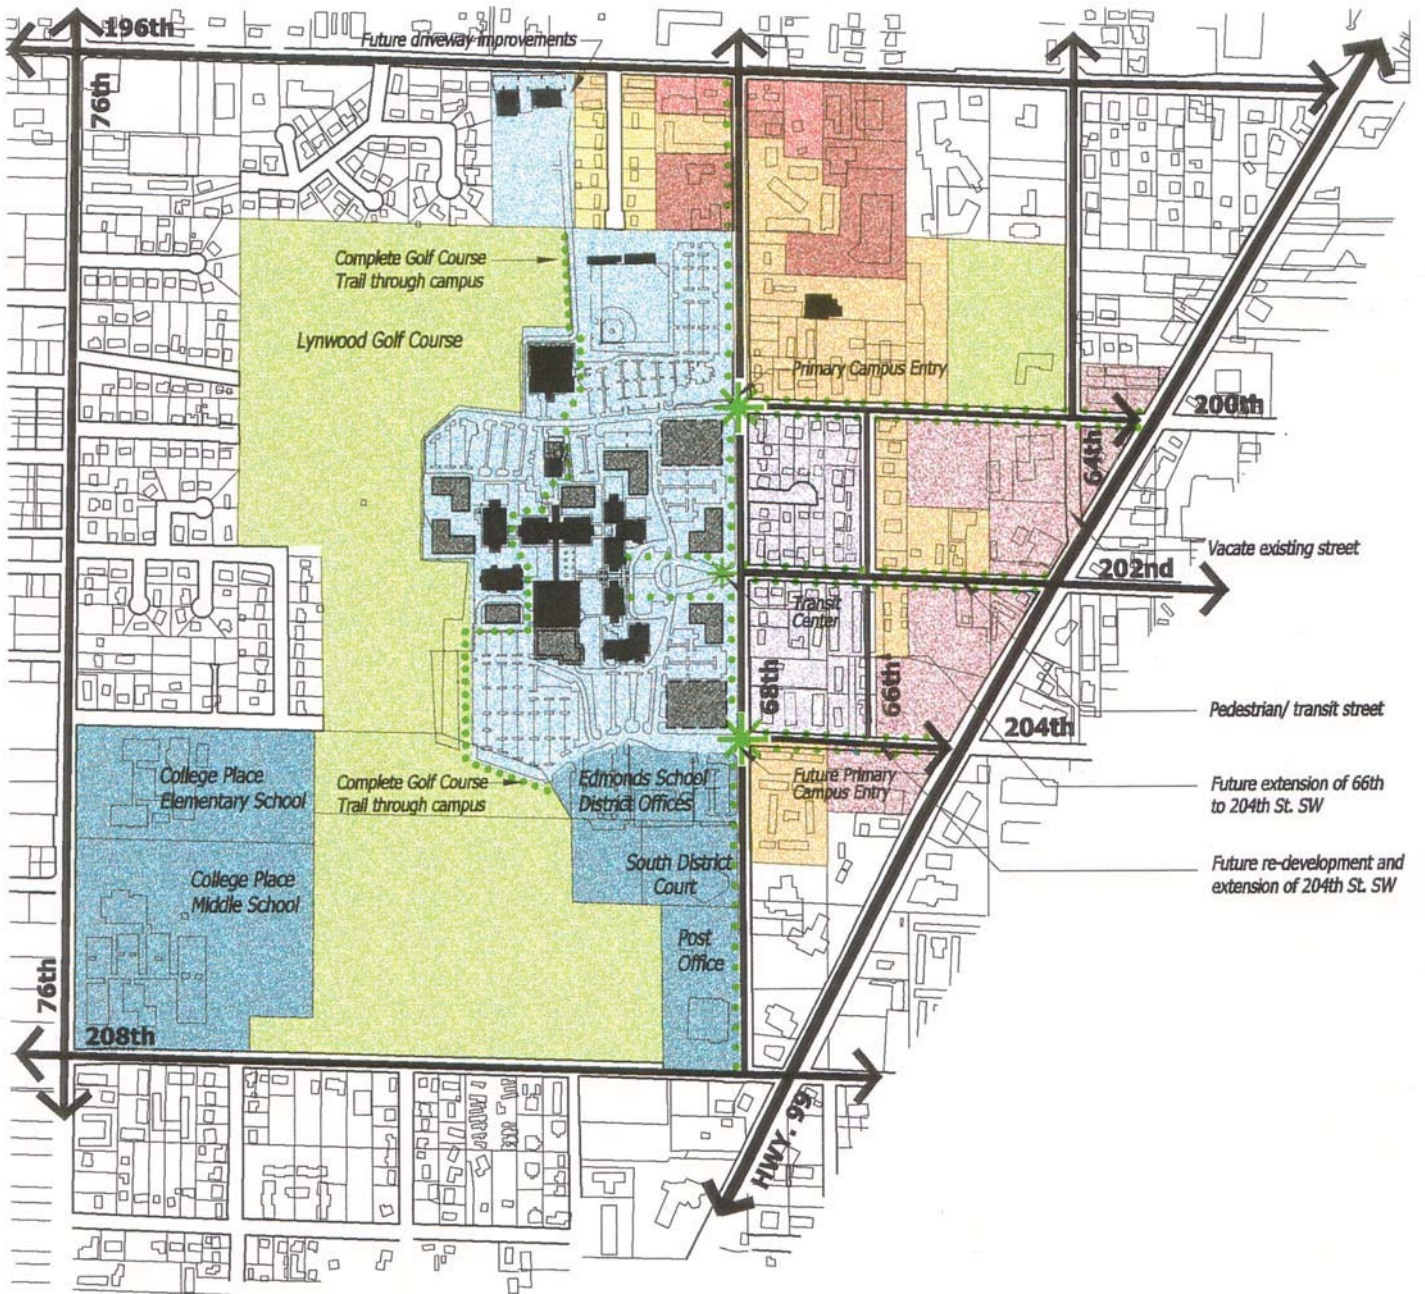 196th
Future driveway improvements
76th
Complete Golf Course
Trail through campus
Lynwood Golf Course
Primary Campus Entry
200th
64th
Vacate existing street
202nd
Transit
Center
68th
66th
Pedestrian/ transit street
204th
College Place
Elementary School
Complete Golf Course
Trail through campus
Edmonds School
District Offices
Future Primary
Campus Entry
Future extension of 66th
to 204th St. SW
South District
Court
Future re-development and
extension of 204th St. SW
College Place
Middle School
Post
Office
76th
208th
HWY. 99